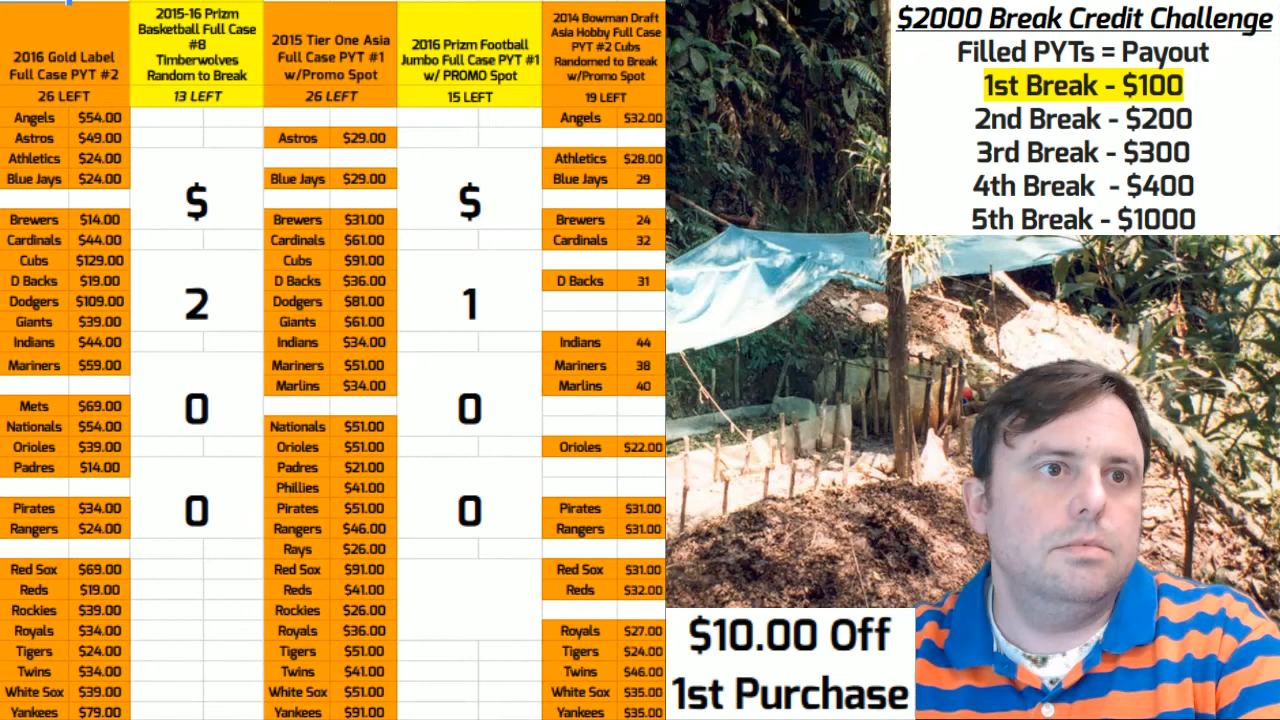 2016 Gold Label
Full Case PYT #2
26 LEFT
Angels $54.00
Astros $49.00
Athletics $24.00
Blue Jays $24.00
Brewers $14.00
Cardinals $44.00
Cubs $129.00
D Backs $19.00
Dodgers $109.00
Giants $39.00
Indians $44.00
Mariners $59.00
Mets $69.00
Nationals $54.00
Orioles $39.00
Padres $14.00
Pirates $34.00
Rangers $24.00
Red Sox $69.00
Reds $19.00
Rockies $39.00
Royals $34.00
Tigers $24.00
Twins $34.00
White Sox $39.00
Yankees $79.00
2015-16 Prizm
Basketball Full Case
#8
Timberwolves
Random to Break
13 LEFT
$
2
0
0
2015 Tier One Asia
Full Case PYT #1
w/Promo Spot
26 LEFT
Astros $29.00
Blue Jays $29.00
Brewers $31.00
Cardinals $61.00
Cubs $91.00
D Backs $36.00
Dodgers $81.00
Giants $61.00
Indians $34.00
Mariners $51.00
Marlins $34.00
Nationals $51.00
Orioles $51.00
Padres $21.00
Phillies $41.00
Pirates $51.00
Rangers $46.00
Rays $26.00
Red Sox $91.00
Reds $41.00
Rockies $26.00
Royals $36.00
Tigers $51.00
Twins $41.00
White Sox $51.00
Yankees $91.00
2016 Prizm Football
Jumbo Full Case PYT #1
w/ PROMO Spot
15 LEFT
$
1
0
0
2014 Bowman Draft
Asia Hobby Full Case
PYT #2 Cubs
Randomed to Break
w/Promo Spot
19 LEFT
Angels $32.00
Athletics $28.00
Blue Jays 29
Brewers 24
Cardinals 32
D Backs 31
Indians 44
Mariners 38
Marlins 40
Orioles $22.00
Pirates $31.00
Rangers $31.00
Red Sox $31.00
Reds $32.00
Royals $27.00
Tigers $24.00
Twins $46.00
White Sox $35.00
Yankees $35.00
$2000 Break Credit Challenge
Filled PYTs = Payout
1st Break - $100
2nd Break - $200
3rd Break - $300
4th Break - $400
5th Break - $1000
$10.00 Off
1st Purchase